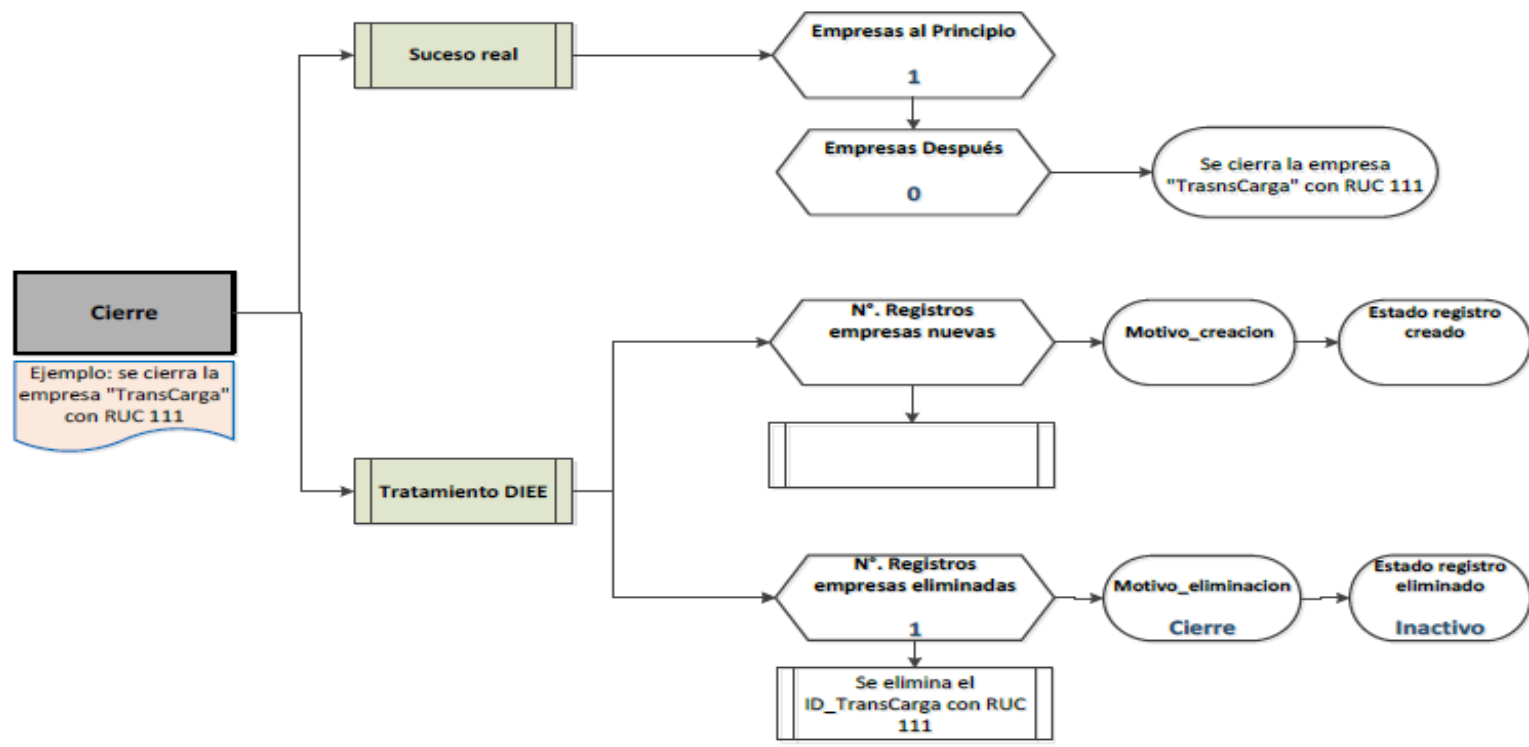 Suceso real
Empresas al Principio
1
Empresas Después
0
Se cierra la empresa
"TrasnsCarga" con RUC 111
Cierre
Ejemplo: se cierra la
empresa "TransCarga"
con RUC 111
N°. Registros
empresas nuevas
Motivo_creacion
Estado registro
creado
Tratamiento DIEE
N°. Registros
empresas eliminadas
1
Motivo_eliminacion
Cierre
Estado registro
eliminado
Inactivo
Se elimina el
ID_TransCarga con RUC
111